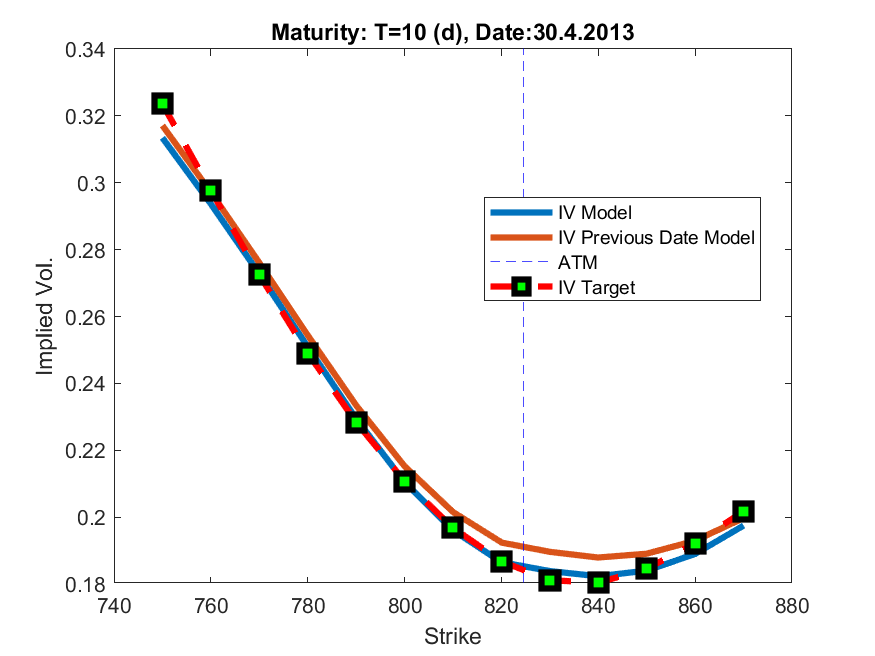 Maturity: T=10 (d), Date:30.4.2013
0.34
0.32
0.3
0.28
0.26
0.24
0.22
0.2
0.18
Implied Vol.
IV Model
IV Previous Date Model
ATM
IV Target
740
760
780
800
820
840
860
880
Strike